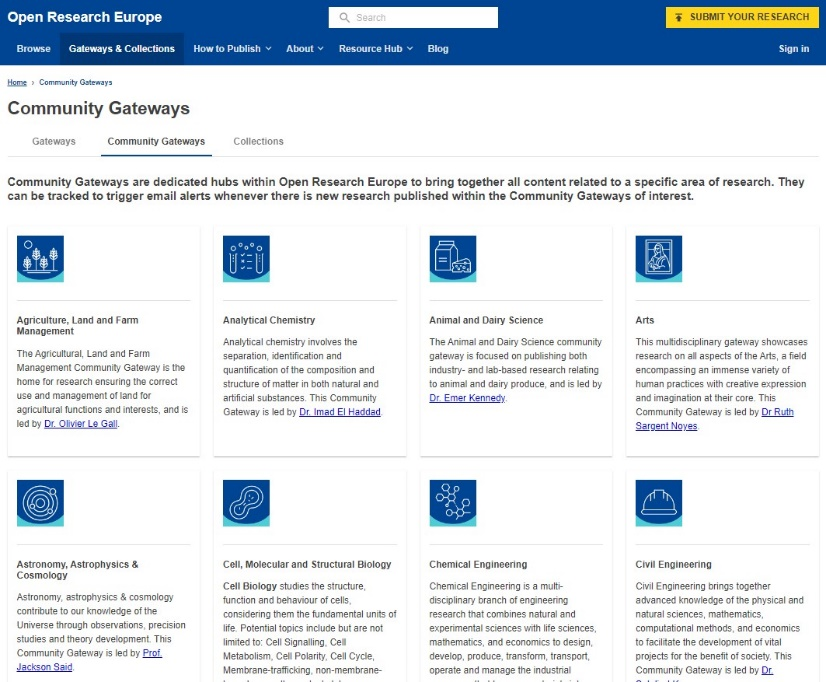 Open Research Europe
Search
SUBMIT YOUR RESEARCH
Browse
Gateways & Collections
How to Publish
About
Resource Hub
Blog
Sign in
Home › Community Gateways
Community Gateways
Gateways
Community Gateways
Collections
Community Gateways are dedicated hubs within Open Research Europe to bring together all content related to a specific area of research. They
can be tracked to trigger email alerts whenever there is new research published within the Community Gateways of interest.
Agriculture, Land and Farm
Management
The Agricultural, Land and Farm
Management Community Gateway is the
home for research ensuring the correct
use and management of land for
agricultural functions and interests, and is
led by Dr. Olivier Le Gall.
Analytical Chemistry
Analytical chemistry involves the
separation, identification and
quantification of the composition and
structure of matter in both natural and
artificial substances. This Community
Gateway is led by Dr. Imad El Haddad.
Animal and Dairy Science
The Animal and Dairy Science community
gateway is focused on publishing both
industry- and lab-based research relating
to animal and dairy produce, and is led by
Dr. Emer Kennedy.
Arts
This multidisciplinary gateway showcases
research on all aspects of the Arts, a field
encompassing an immense variety of
human practices with creative expression
and imagination at their core. This
Community Gateway is led by Dr Ruth
Sargent Noyes.
Astronomy, Astrophysics &
Cosmology
Astronomy, astrophysics & cosmology
contribute to our knowledge of the
Universe through observations, precision
studies and theory development. This
Community Gateway is led by Prof.
Jackson Said.
Cell, Molecular and Structural Biology
Cell Biology studies the structure,
function and behaviour of cells,
considering them the fundamental units of
life. Potential topics include but are not
limited to: Cell Signalling, Cell
Metabolism, Cell Polarity, Cell Cycle,
Membrane-trafficking, non-membrane-
Chemical Engineering
Chemical Engineering is a multi-
disciplinary branch of engineering
research that combines natural and
experimental sciences with life sciences,
mathematics, and economics to design,
develop, produce, transform, transport,
operate and manage the industrial
Civil Engineering
Civil Engineering brings together
advanced knowledge of the physical and
natural sciences, mathematics,
computational methods, and economics
to facilitate the development of vital
projects for the benefit of society. This
Community Gateway is led by Dr.